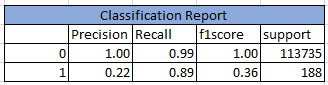 Classification Report
Precision Recall f1score support
0 1.00 0.99 1.00 113735
1 0.22 0.89 0.36 188